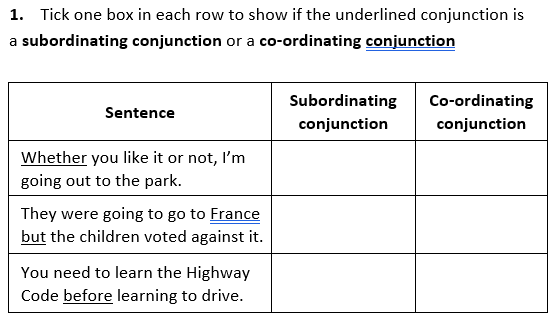 1. Tick one box in each row to show if the underlined conjunction is
a subordinating conjunction or a co-ordinating conjunction
Sentence
Subordinating
conjunction
Co-ordinating
conjunction
Whether you like it or not, I'm
going out to the park.
They were going to go to France
but the children voted against it.
You need to learn the Highway
Code before learning to drive.